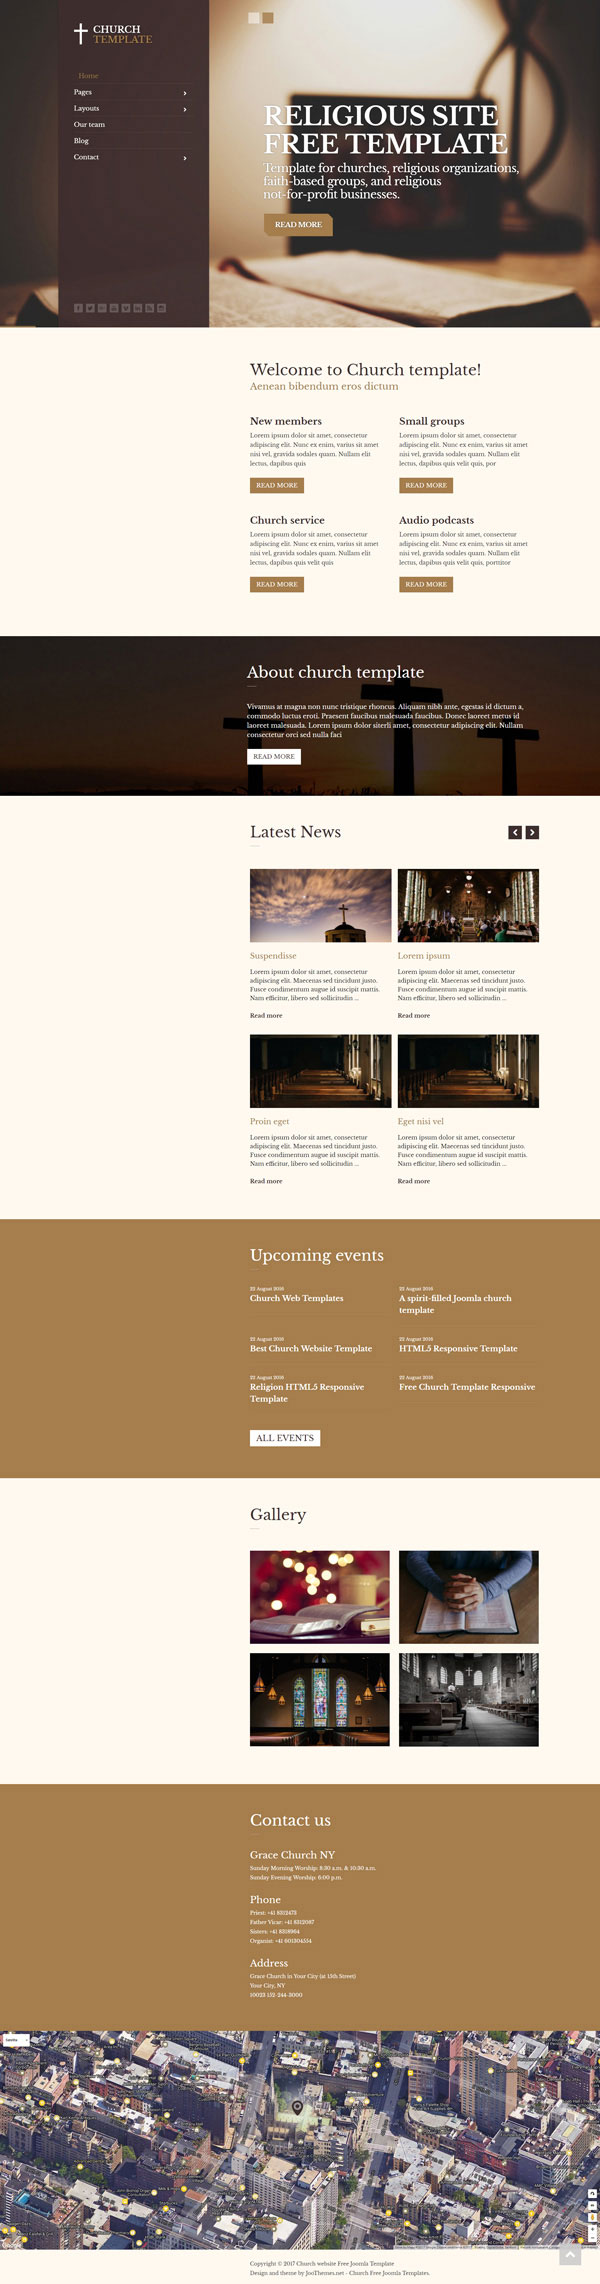 CHURCH
TEMPLATE
Home
Pages
Layouts
Our team
Blog
Contact
RELIGIOUS SITE
FREE TEMPLATE
Template for churches, religious organizations,
faith-based groups, and religious
not-for-profit businesses.
READ MORE
Welcome to Church template!
Aenean bibendum eros dictum
New members
Lorem ipsum dolor sit amet, consectetur
adipiscing elit. Nunc ex enim, varius sit amet
nisi vel, gravida sodales quam. Nullam elit
lectus, dapibus quis
READ MORE
Small groups
Lorem ipsum dolor sit amet, consectetur
adipiscing elit. Nunc ex enim, varius sit amet
nisi vel, gravida sodales quam. Nullam elit
lectus, dapibus quis velit quis, por
READ MORE
Church service
Lorem ipsum dolor sit amet, consectetur
adipiscing elit. Nunc ex enim, varius sit amet
nisi vel, gravida sodales quam. Nullam elit
lectus, dapibus quis velit quis
READ MORE
Audio podcasts
Lorem ipsum dolor sit amet, consectetur
adipiscing elit. Nunc ex enim, varius sit amet
nisi vel, gravida sodales quam. Nullam elit
lectus, dapibus quis velit quis, porttitor
READ MORE
About church template
Vivamus at magna non nunc tristique rhoncus. Aliquam nibh ante, egestas id dictum a,
commodo luctus eroti. Praesent faucibus malesuada faucibus. Donec laoreet metus id
laoreet malesuada. Lorem ipsum dolor siterli amet, consectetur adipiscing elit. Nullam
consectetur orci sed nulla faci
READ MORE
Latest News
Suspendisse
Lorem ipsum dolor sit amet, consectetur
adipiscing elit. Maecenas sed tincidunt justo.
Fusce condimentum augue id suscipit mattis.
Nam efficitur, libero sed sollicitudin ...
Read more
Lorem ipsum
Lorem ipsum dolor sit amet, consectetur
adipiscing elit. Maecenas sed tincidunt justo.
Fusce condimentum augue id suscipit mattis.
Nam efficitur, libero sed sollicitudin ...
Read more
Proin eget
Lorem ipsum dolor sit amet, consectetur
adipiscing elit. Maecenas sed tincidunt justo.
Fusce condimentum augue id suscipit mattis.
Nam efficitur, libero sed sollicitudin ...
Read more
Eget nisi vel
Lorem ipsum dolor sit amet, consectetur
adipiscing elit. Maecenas sed tincidunt justo.
Fusce condimentum augue id suscipit mattis.
Nam efficitur, libero sed sollicitudin ...
Read more
Upcoming events
22 August 2016
Church Web Templates
22 August 2016
A spirit-filled Joomla church
template
22 August 2016
Best Church Website Template
22 August 2016
HTML5 Responsive Template
22 August 2016
Religion HTML5 Responsive
Template
22 August 2016
Free Church Template Responsive
ALL EVENTS
Gallery
Contact us
Grace Church NY
Sunday Morning Worship: 8:30 a.m. & 10:30 a.m.
Sunday Evening Worship: 6:00 p.m.
Phone
Priest: +41 8312473
Father Vicar: +41 8312087
Sisters: +41 8318964
Organist: +41 601304554
Address
Grace Church in Your City (at 15th Street)
Your City, NY
10023 152-244-3000
Copyright © 2017 Church website Free Joomla Template
Design and theme by JooThemes.net - Church Free Joomla Templates.